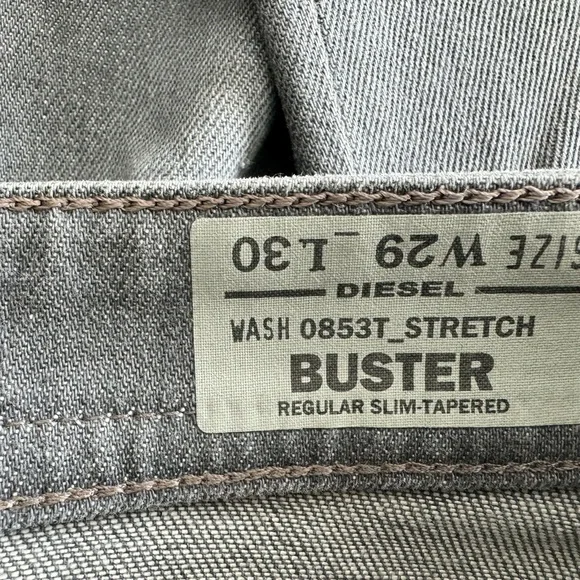 SIZE W29_L30
DIESEL
WASH 0853T_STRETCH
BUSTER
REGULAR SLIM-TAPERED